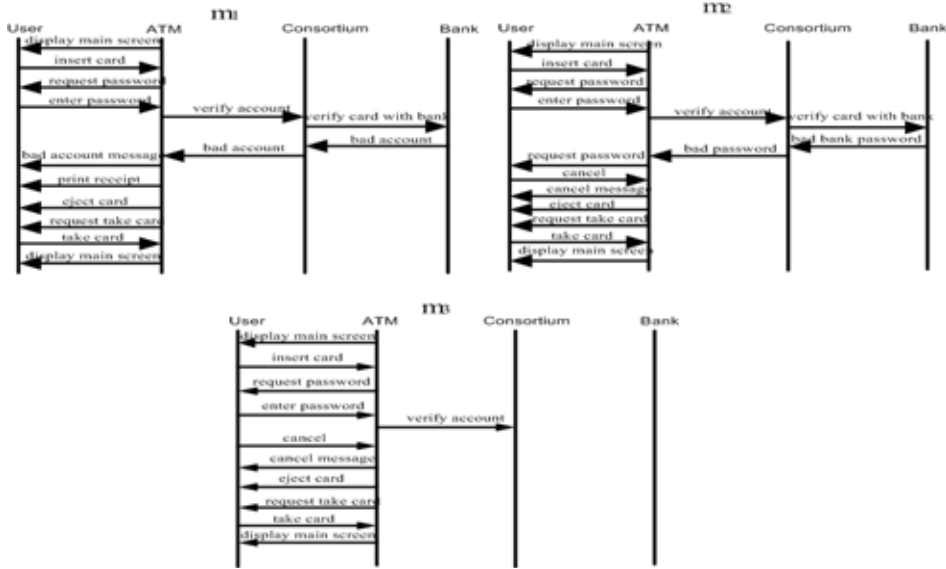 m1
User ATM Consortium Bank
display main screen
insert card
request password
enter password
verify account
verify card with bank
bad account
bad account
bad account message
print receipt
eject card
request take card
take card
display main screen
m2
User ATM Consortium Bank
display main screen
insert card
request password
enter password
verify account
verify card with bank
bad bank password
bad password
request password
cancel
cancel message
eject card
request take card
take card
display main screen
m3
User ATM Consortium Bank
display main screen
insert card
request password
enter password
verify account
cancel
cancel message
eject card
request take card
take card
display main screen